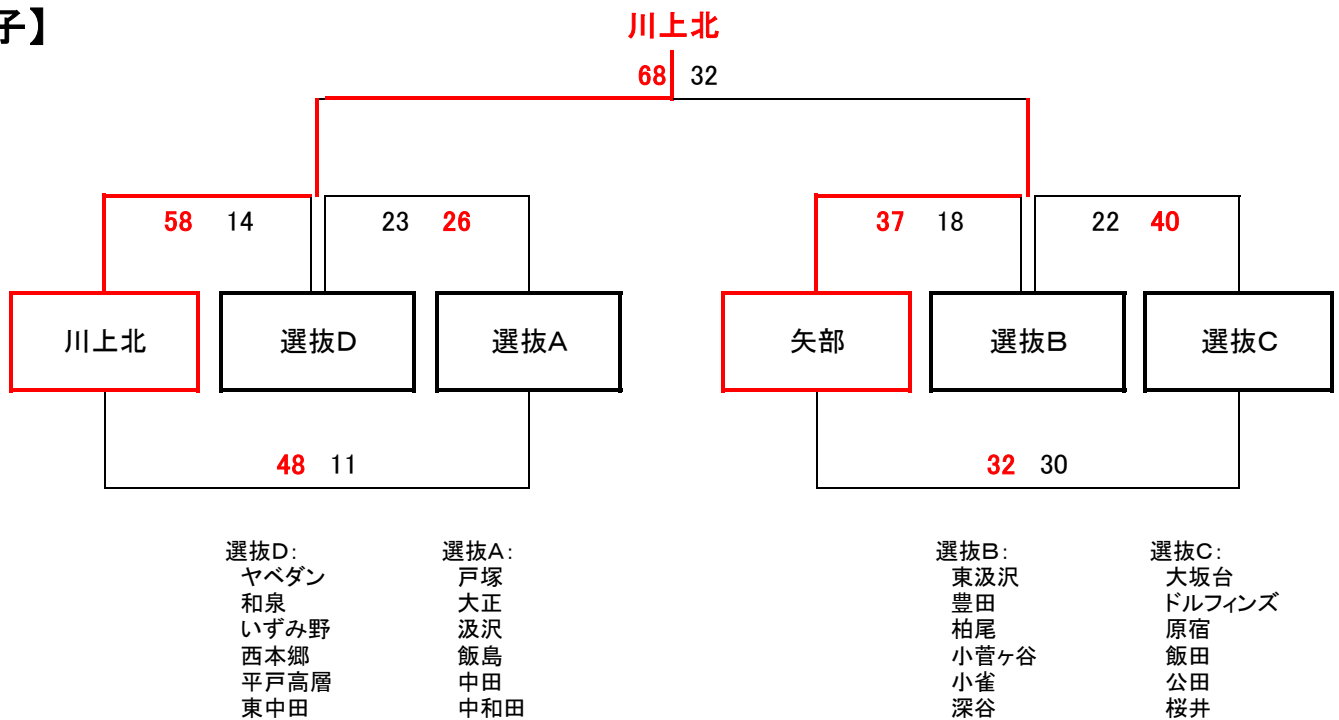 子】
川上北
68 32
58 14 23 26 37 18 22 40
川上北 選抜D 選抜A 矢部 選抜B 選抜C
48 11 32 30
選抜D: 選抜A: 選抜B: 選抜C:
ヤベダン 戸塚 東汲沢 大坂台
和泉 大正 豊田 ドルフィンズ
いずみ野 汲沢 柏尾 原宿
西本郷 飯島 小菅ヶ谷 飯田
平戸高層 中田 小雀 公田
東中田 中和田 深谷 桜井